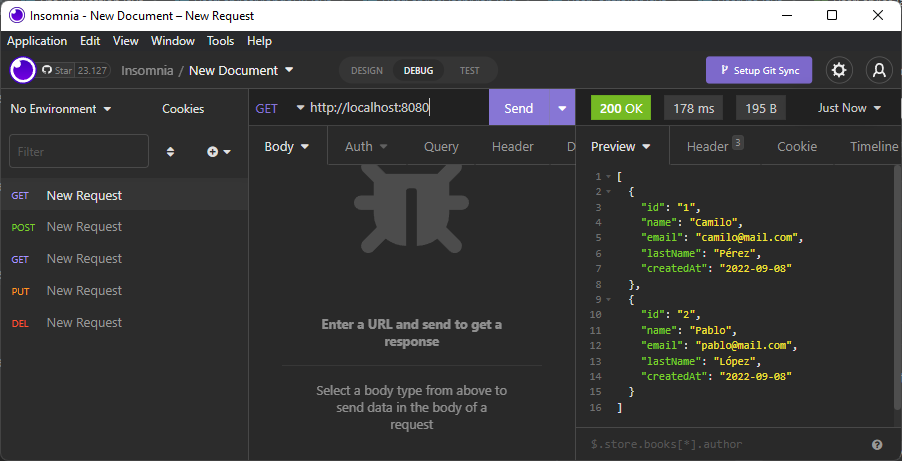 Insomnia - New Document – New Request
Application Edit View Window Tools Help
Star 23.127 Insomnia / New Document DESIGN DEBUG TEST Setup Git Sync
No Environment Cookies
Filter
GET New Request
POST New Request
GET New Request
PUT New Request
DEL New Request
GET http://localhost:8080 Send
Body Auth Query Header D
Enter a URL and send to get a
response
Select a body type from above to
send data in the body of a
request
200 OK 178 ms 195 B Just Now
Preview Header 3 Cookie Timeline
1 [
2 {
3 "id": "1",
4 "name": "Camilo",
5 "email": "camilo@mail.com",
6 "lastName": "Pérez",
7 "createdAt": "2022-09-08"
8 },
9 {
10 "id": "2",
11 "name": "Pablo",
12 "email": "pablo@mail.com",
13 "lastName": "López",
14 "createdAt": "2022-09-08"
15 }
16 ]
$.store.books[*].author ?